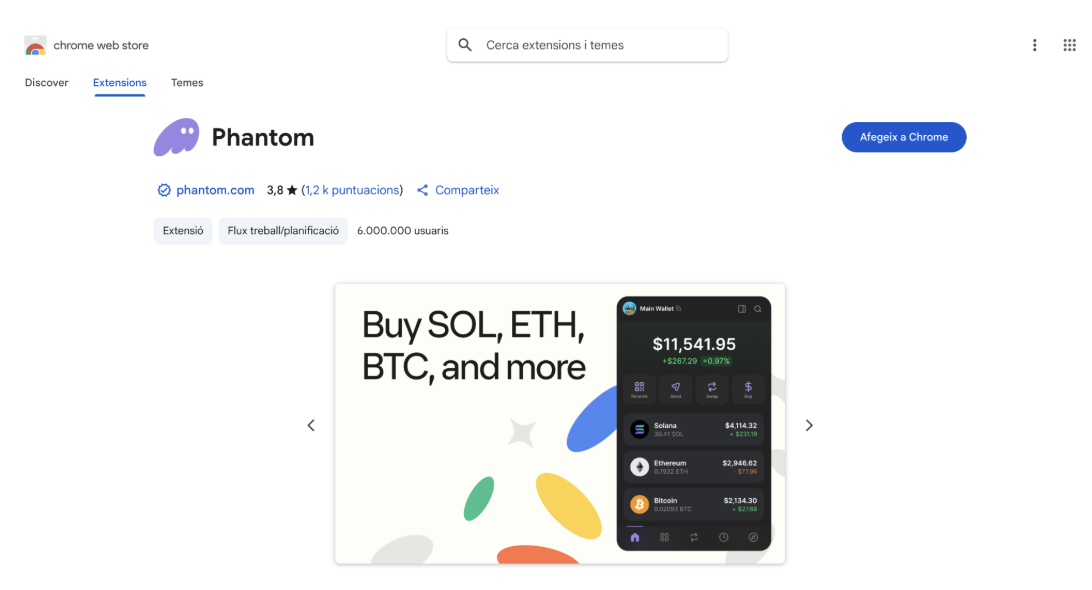 chrome web store
Cerca extensions i temes
Discover
Extensions
Temes
Phantom
Afegeix a Chrome
phantom.com
3,8 ★ (1,2 k puntuacions)
Comparteix
Extensió
Flux treball/planificació
6.000.000 usuaris
Buy SOL, ETH,
BTC, and more
Main Wallet
$11,541.95
+$267.29 +0.97%
Receive
Send
Swap
Buy
Solana
$4,114.32
30.41 SOL
+ $231.19
Ethereum
$2,946.62
0.7832 ETH
- $77.96
Bitcoin
$2,134.30
0.02093 BTC
+ $27.68